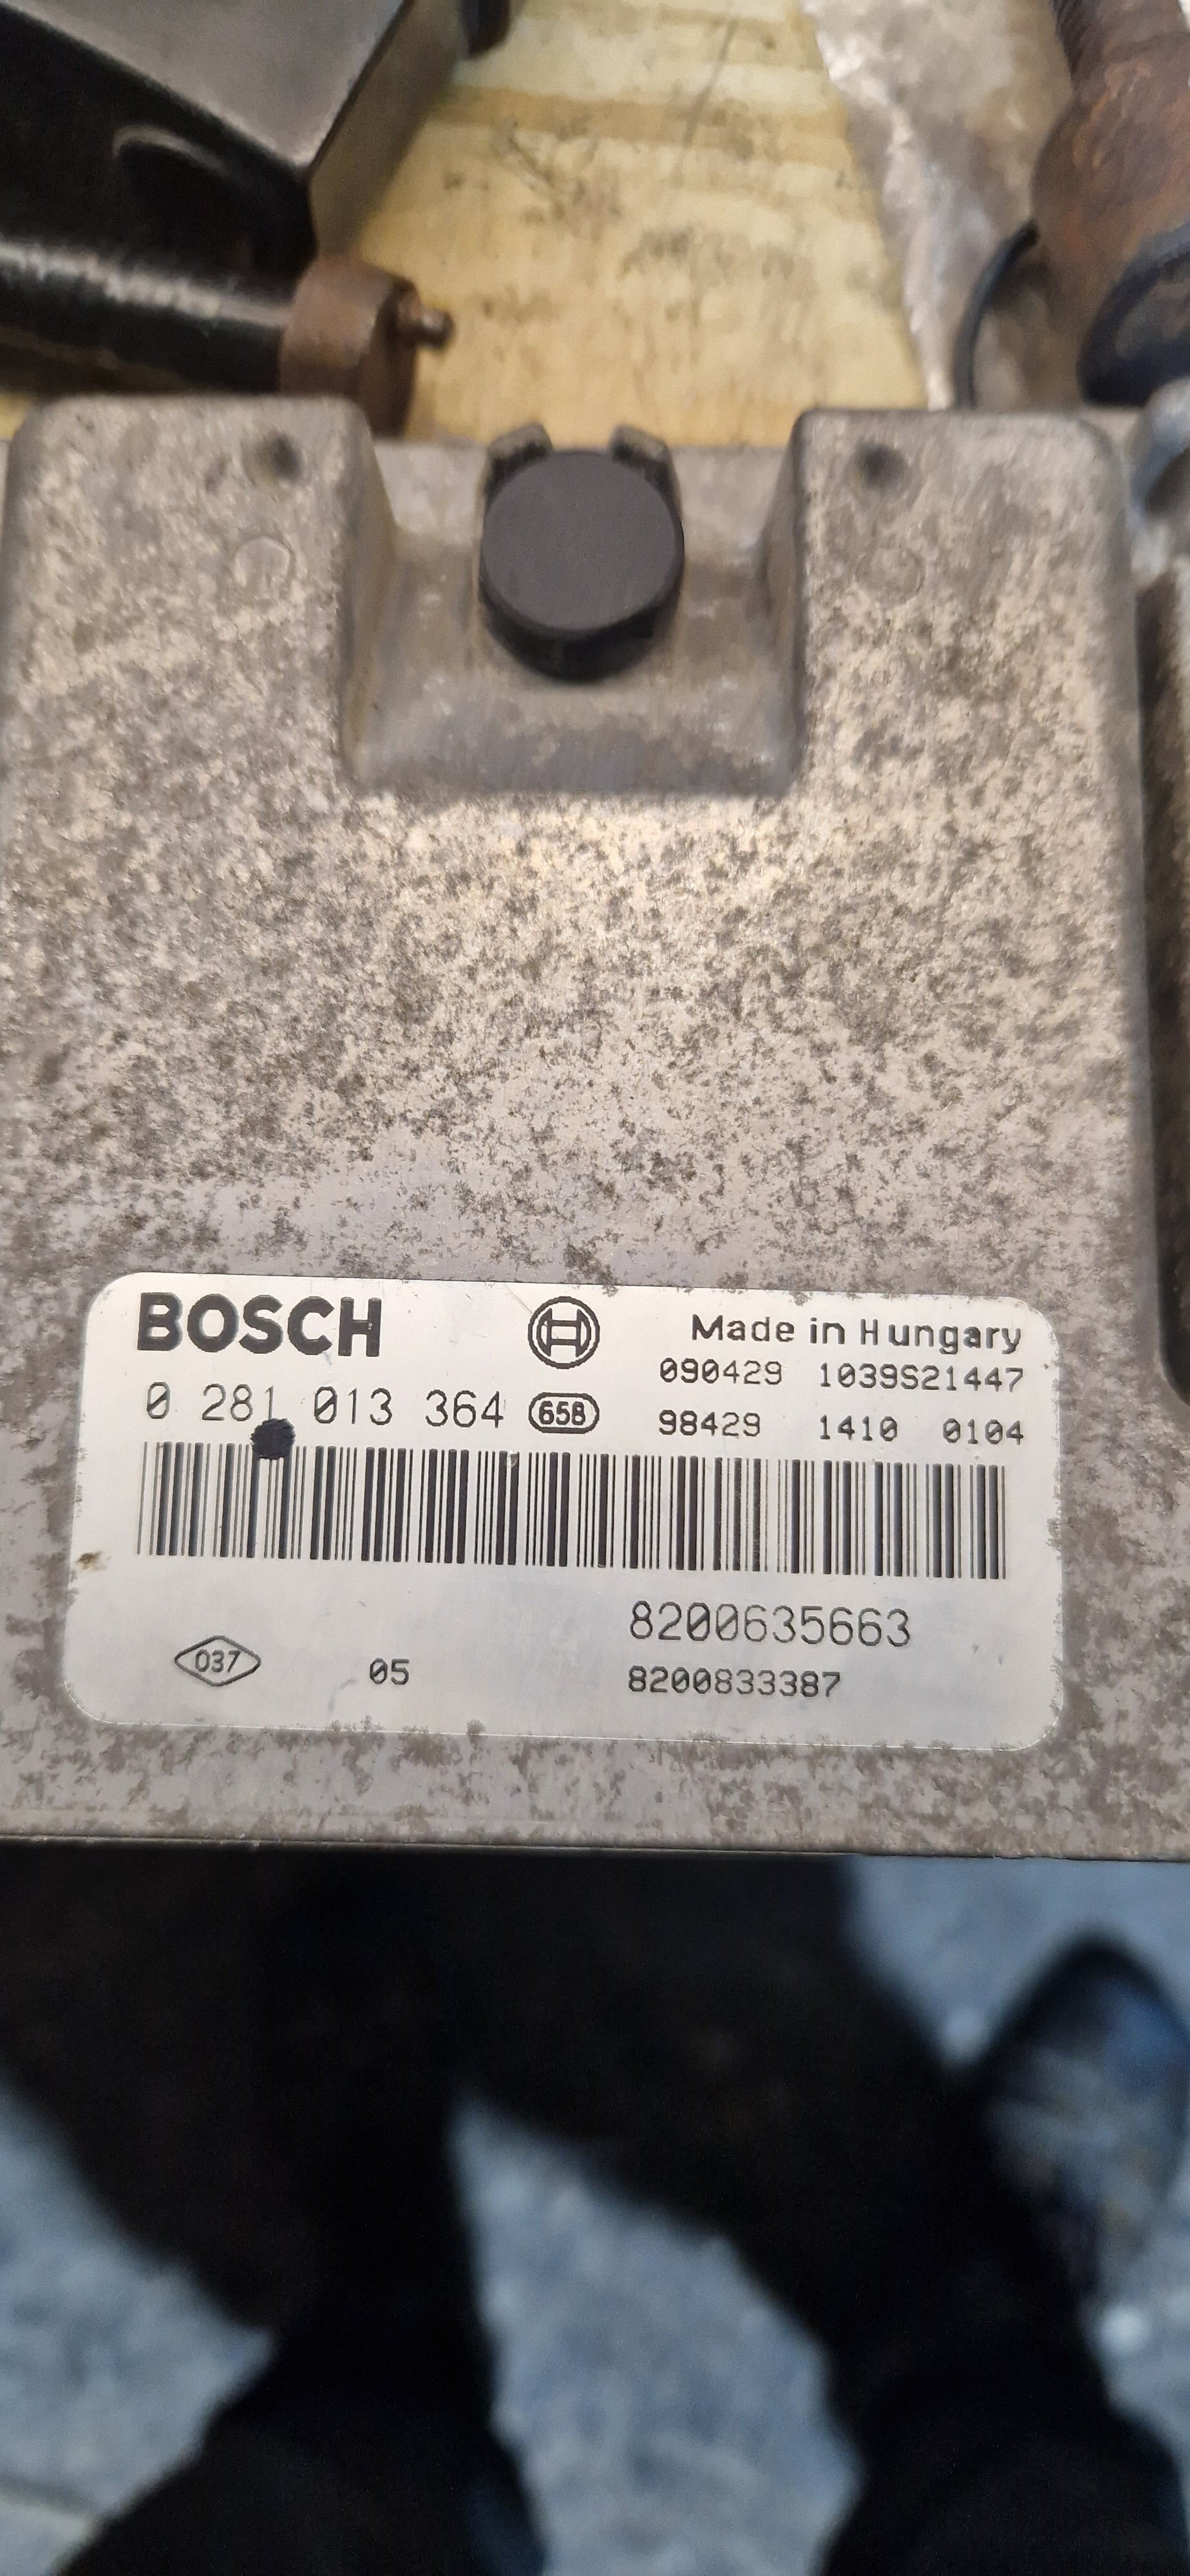 BOSCH
Made in Hungary
090429 1039S21447
0 281 013 364 658
98429 1410 0104
8200635663
037 05
8200833387